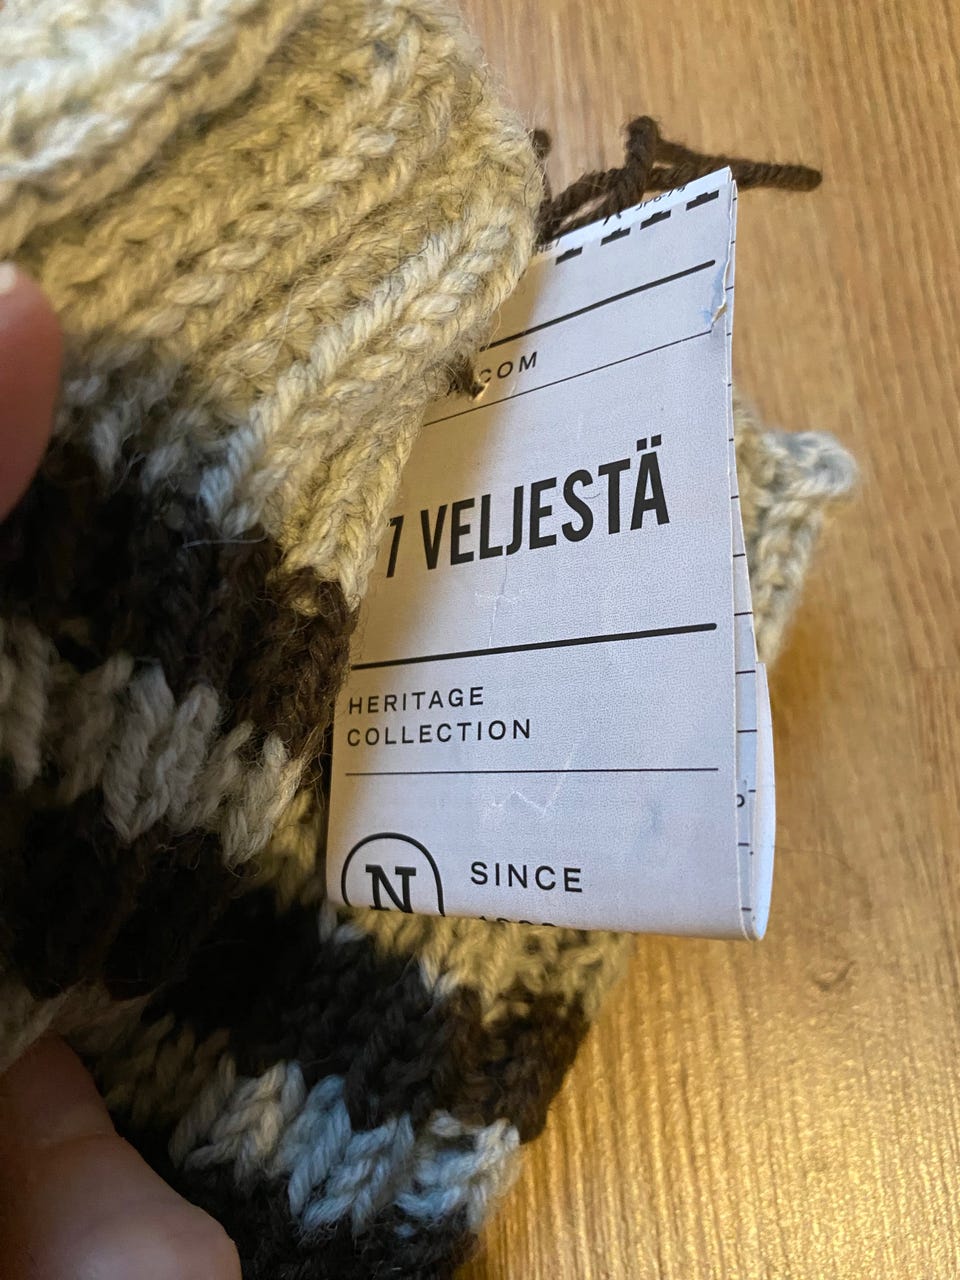 A.COM
7 VELJESTÄ
HERITAGE
COLLECTION
N
SINCE